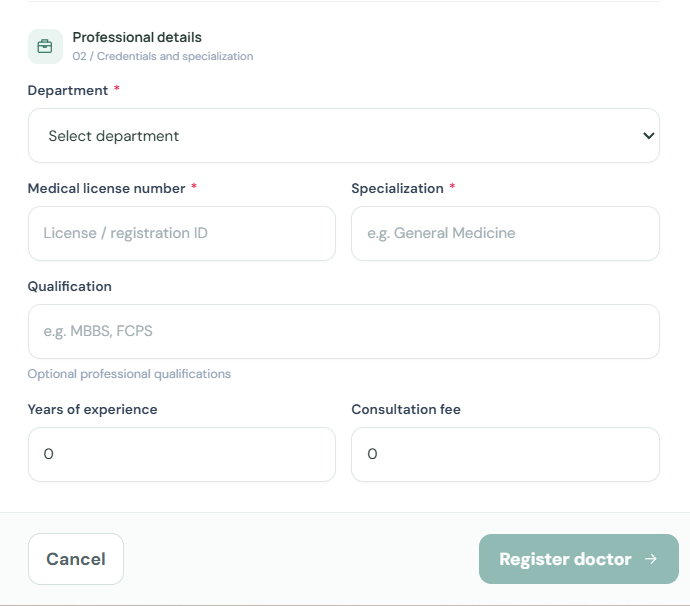 Professional details
02 / Credentials and specialization
Department *
Select department
Medical license number * Specialization *
License / registration ID e.g. General Medicine
Qualification
e.g. MBBS, FCPS
Optional professional qualifications
Years of experience Consultation fee
0 0
Cancel Register doctor →